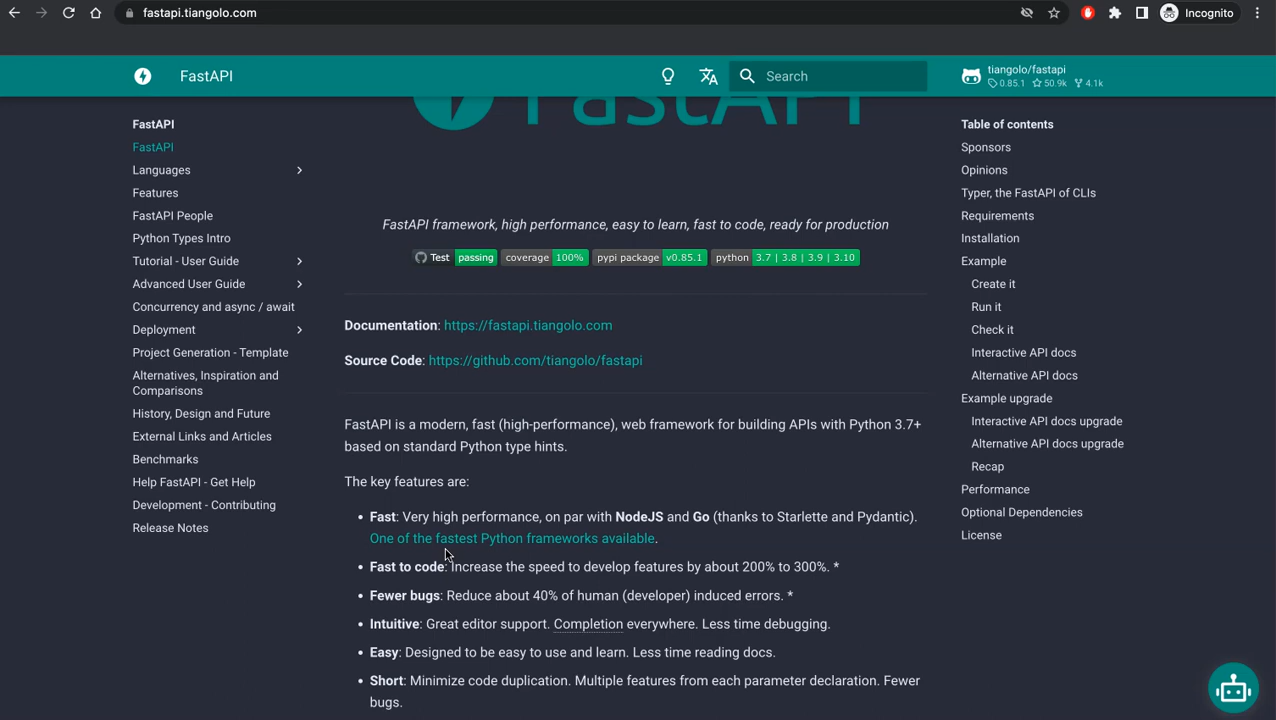 fastapi.tiangolo.com
Incognito
FastAPI
Search
tiangolo/fastapi
0.85.1 50.9k 4.1k
FastAPI
FastAPI
FastAPI
Languages
Features
FastAPI People
Python Types Intro
Tutorial - User Guide
Advanced User Guide
Concurrency and async / await
Deployment
Project Generation - Template
Alternatives, Inspiration and
Comparisons
History, Design and Future
External Links and Articles
Benchmarks
Help FastAPI - Get Help
Development - Contributing
Release Notes
FastAPI framework, high performance, easy to learn, fast to code, ready for production
Test passing coverage 100% pypi package v0.85.1 python 3.7 | 3.8 | 3.9 | 3.10
Documentation: https://fastapi.tiangolo.com
Source Code: https://github.com/tiangolo/fastapi
FastAPI is a modern, fast (high-performance), web framework for building APIs with Python 3.7+
based on standard Python type hints.
The key features are:
• Fast: Very high performance, on par with NodeJS and Go (thanks to Starlette and Pydantic).
One of the fastest Python frameworks available.
• Fast to code: Increase the speed to develop features by about 200% to 300%. *
• Fewer bugs: Reduce about 40% of human (developer) induced errors. *
• Intuitive: Great editor support. Completion everywhere. Less time debugging.
• Easy: Designed to be easy to use and learn. Less time reading docs.
• Short: Minimize code duplication. Multiple features from each parameter declaration. Fewer
bugs.
Table of contents
Sponsors
Opinions
Typer, the FastAPI of CLIs
Requirements
Installation
Example
Create it
Run it
Check it
Interactive API docs
Alternative API docs
Example upgrade
Interactive API docs upgrade
Alternative API docs upgrade
Recap
Performance
Optional Dependencies
License